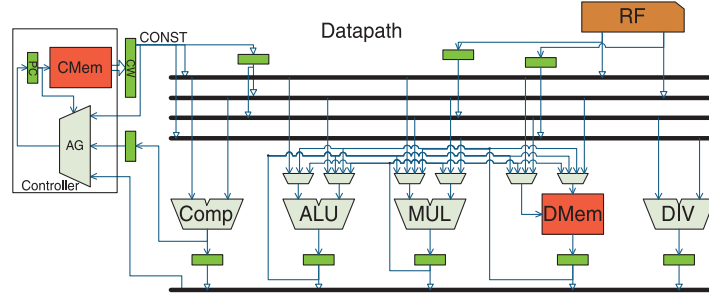 RF
CONST
Datapath
PC
CMem
CW
AG
Controller
Comp
ALU
MUL
DMem
DIV